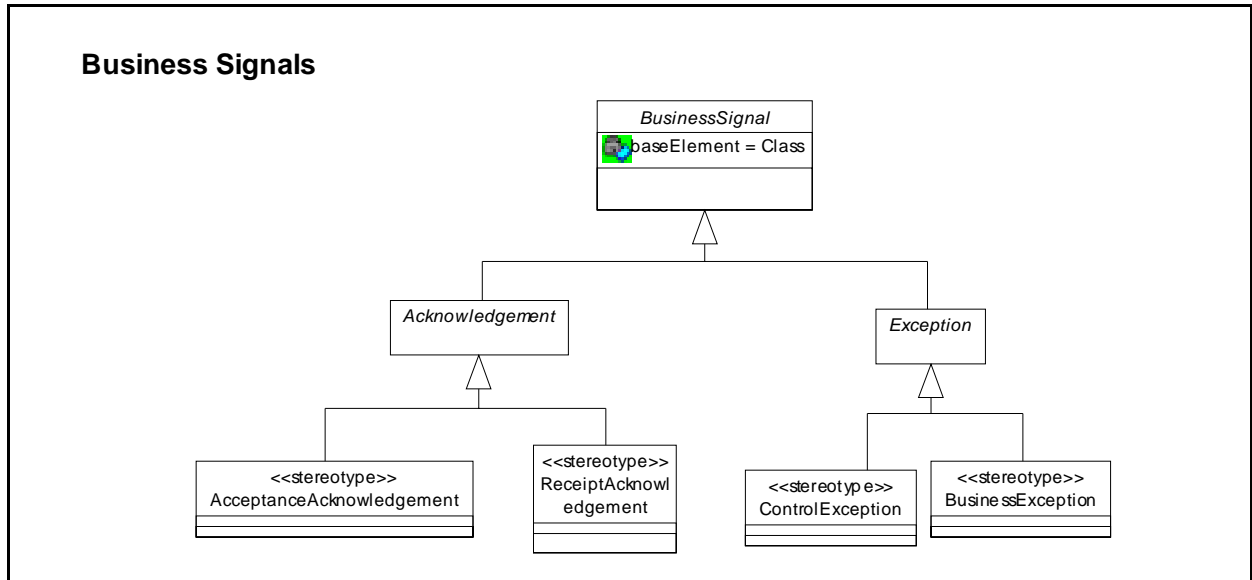 Business Signals
BusinessSignal
baseElement = Class
Acknowledgement
Exception
<<stereotype>>
AcceptanceAcknowledgement
<<stereotype>>
ReceiptAcknowl
edgement
<<stereotype>>
ControlException
<<stereotype>>
BusinessException